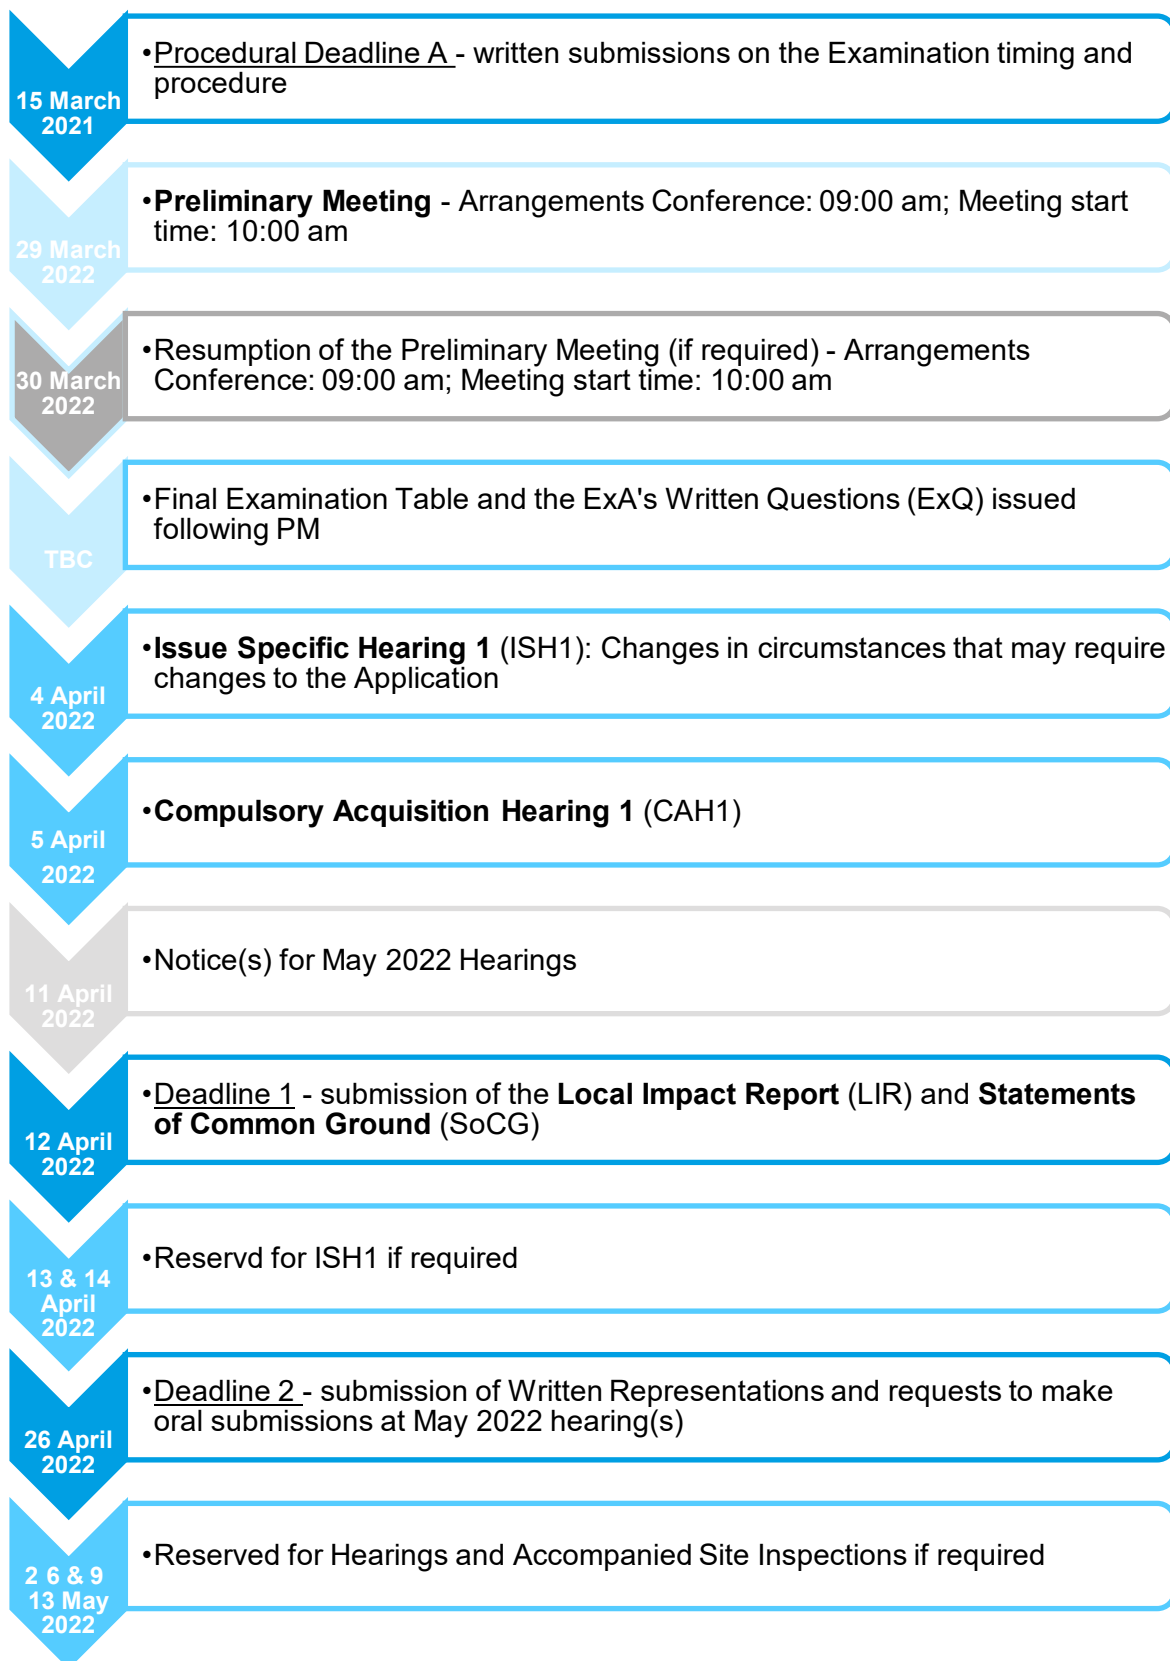 15 March
2021
•Procedural Deadline A - written submissions on the Examination timing and
procedure
29 March
2022
•Preliminary Meeting - Arrangements Conference: 09:00 am; Meeting start
time: 10:00 am
30 March
2022
•Resumption of the Preliminary Meeting (if required) - Arrangements
Conference: 09:00 am; Meeting start time: 10:00 am
TBC
•Final Examination Table and the ExA's Written Questions (ExQ) issued
following PM
4 April
2022
•Issue Specific Hearing 1 (ISH1): Changes in circumstances that may require
changes to the Application
5 April
2022
•Compulsory Acquisition Hearing 1 (CAH1)
11 April
2022
•Notice(s) for May 2022 Hearings
12 April
2022
•Deadline 1 - submission of the Local Impact Report (LIR) and Statements
of Common Ground (SoCG)
13 & 14
April
2022
•Reservd for ISH1 if required
26 April
2022
•Deadline 2 - submission of Written Representations and requests to make
oral submissions at May 2022 hearing(s)
2 6 & 9
13 May
2022
•Reserved for Hearings and Accompanied Site Inspections if required